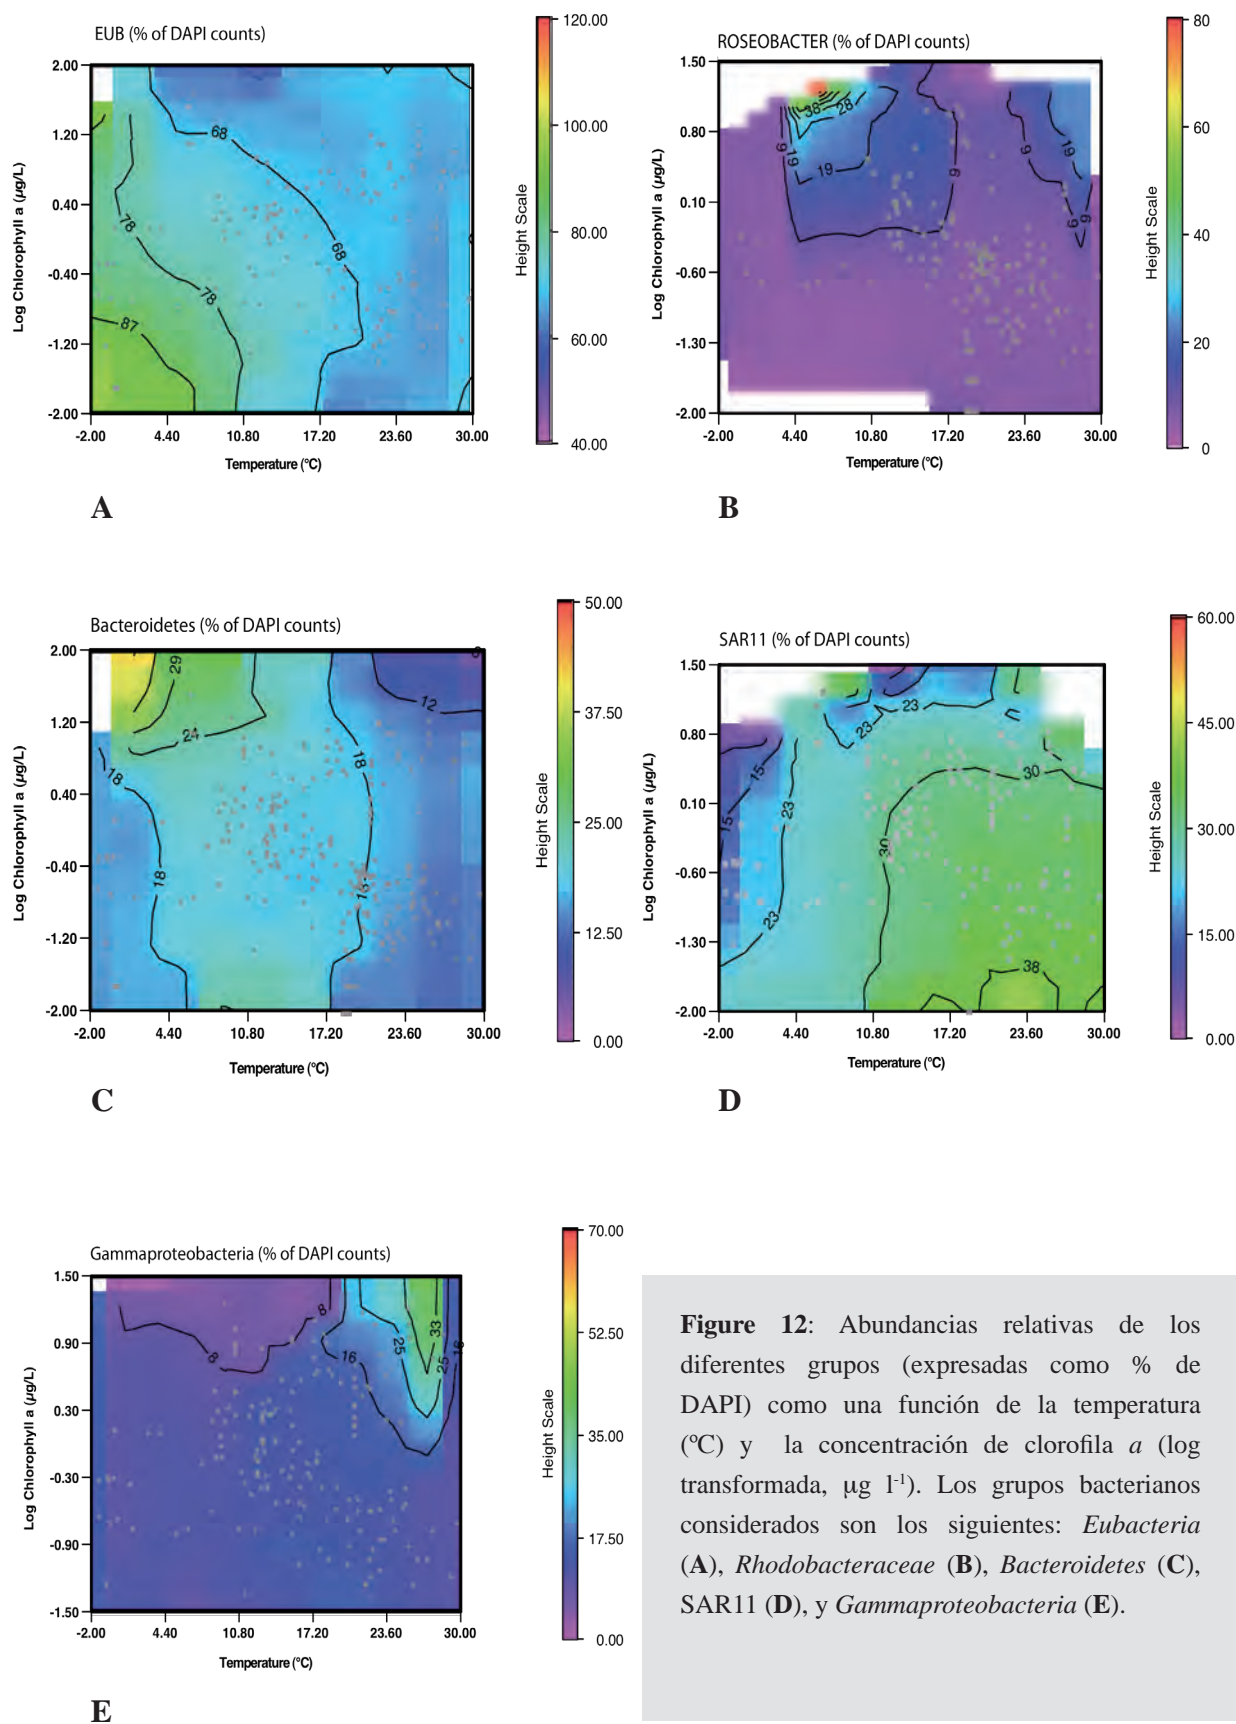 EUB (% of DAPI counts)
2.00
1.20
0.40
-0.40
-1.20
-2.00
Log Chlorophyll a (µg/L)
-2.00 4.40 10.80 17.20 23.60 30.00
Temperature (°C)
68
68
78
78
87
120.00
100.00
80.00
60.00
40.00
Height Scale
A
ROSEOBACTER (% of DAPI counts)
1.50
0.80
0.10
-0.60
-1.30
-2.00
Log Chlorophyll a (µg/L)
-2.00 4.40 10.80 17.20 23.60 30.00
Temperature (°C)
38
28
9
19
19
9
9
19
9
9
80
60
40
20
0
Height Scale
B
Bacteroidetes (% of DAPI counts)
2.00
1.20
0.40
-0.40
-1.20
-2.00
Log Chlorophyll a (µg/L)
-2.00 4.40 10.80 17.20 23.60 30.00
Temperature (°C)
29
24
18
18
18
18
12
50.00
37.50
25.00
12.50
0.00
Height Scale
C
SAR11 (% of DAPI counts)
1.50
0.80
0.10
-0.60
-1.30
-2.00
Log Chlorophyll a (µg/L)
-2.00 4.40 10.80 17.20 23.60 30.00
Temperature (°C)
23
23
15
15
23
23
30
30
38
60.00
45.00
30.00
15.00
0.00
Height Scale
D
Gammaproteobacteria (% of DAPI counts)
1.50
0.90
0.30
-0.30
-0.90
-1.50
Log Chlorophyll a (µg/L)
-2.00 4.40 10.80 17.20 23.60 30.00
Temperature (°C)
8
8
16
25
33
25
16
70.00
52.50
35.00
17.50
0.00
Height Scale
E
Figure 12: Abundancias relativas de los
diferentes grupos (expresadas como % de
DAPI) como una función de la temperatura
(ºC) y la concentración de clorofila a (log
transformada, µg l-1). Los grupos bacterianos
considerados son los siguientes: Eubacteria
(A), Rhodobacteraceae (B), Bacteroidetes (C),
SAR11 (D), y Gammaproteobacteria (E).